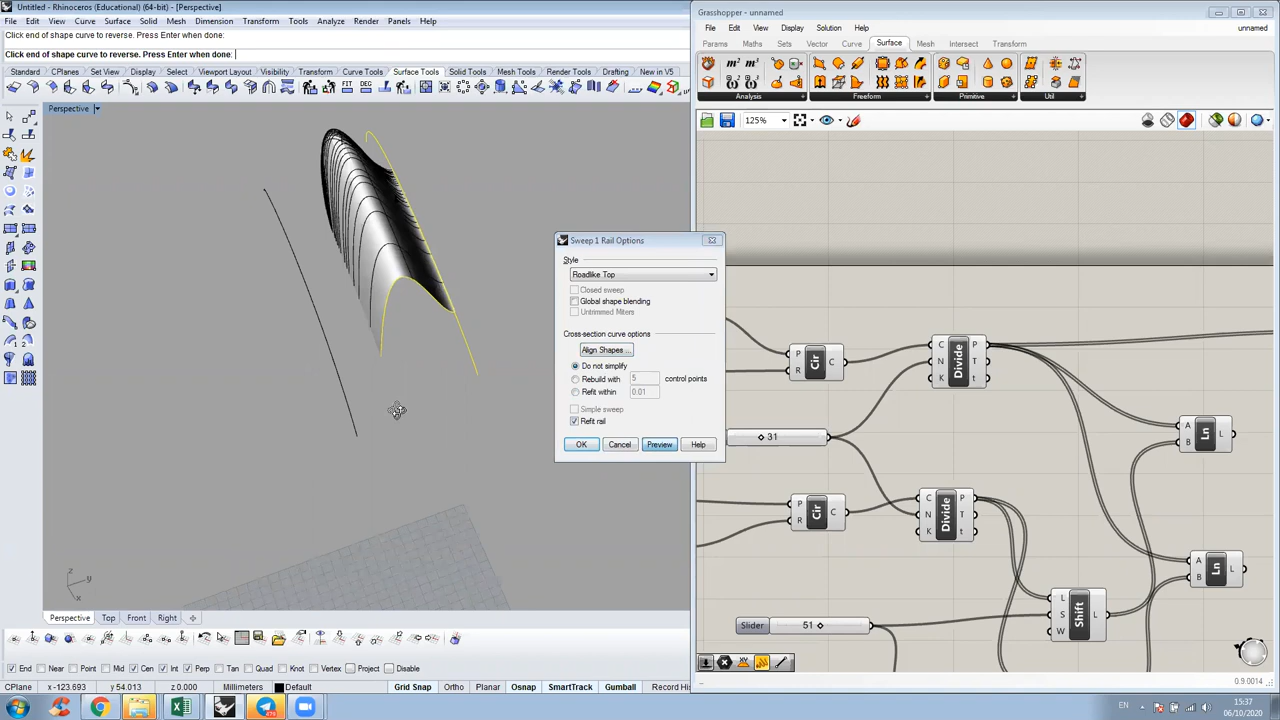 Untitled - Rhinoceros (Educational) (64-bit) - [Perspective]
File Edit View Curve Surface Solid Mesh Dimension Transform Tools Analyze Render Panels Help
Click end of shape curve to reverse. Press Enter when done:
Click end of shape curve to reverse. Press Enter when done:
Standard CPlanes Set View Display Select Viewport Layout Visibility Transform Curve Tools Surface Tools Solid Tools Mesh Tools Render Tools Drafting New in V5
Perspective
z
y
x
Perspective Top Front Right
End Near Point Mid Cen Int Perp Tan Quad Knot Vertex Project Disable
CPlane x -123.693 y 54.013 z 0.000 Millimeters Default Grid Snap Ortho Planar Osnap SmartTrack Gumball Record Hi
Sweep 1 Rail Options
Style
Roadlike Top
Closed sweep
Global shape blending
Untrimmed Miters
Cross-section curve options
Align Shapes ...
Do not simplify
Rebuild with 5 control points
Refit within 0.01
Simple sweep
Refit rail
OK Cancel Preview Help
Grasshopper - unnamed
File Edit View Display Solution Help unnamed
Params Maths Sets Vector Curve Surface Mesh Intersect Transform
Analysis Freeform Primitive Util
125%
P R Cir C
C N K Divide P T t
31
A B Ln L
P R Cir C
C N K Divide P T t
A B Ln L
Slider 51
L S W Shift L
0.9.0014
EN 15:37
06/10/2020